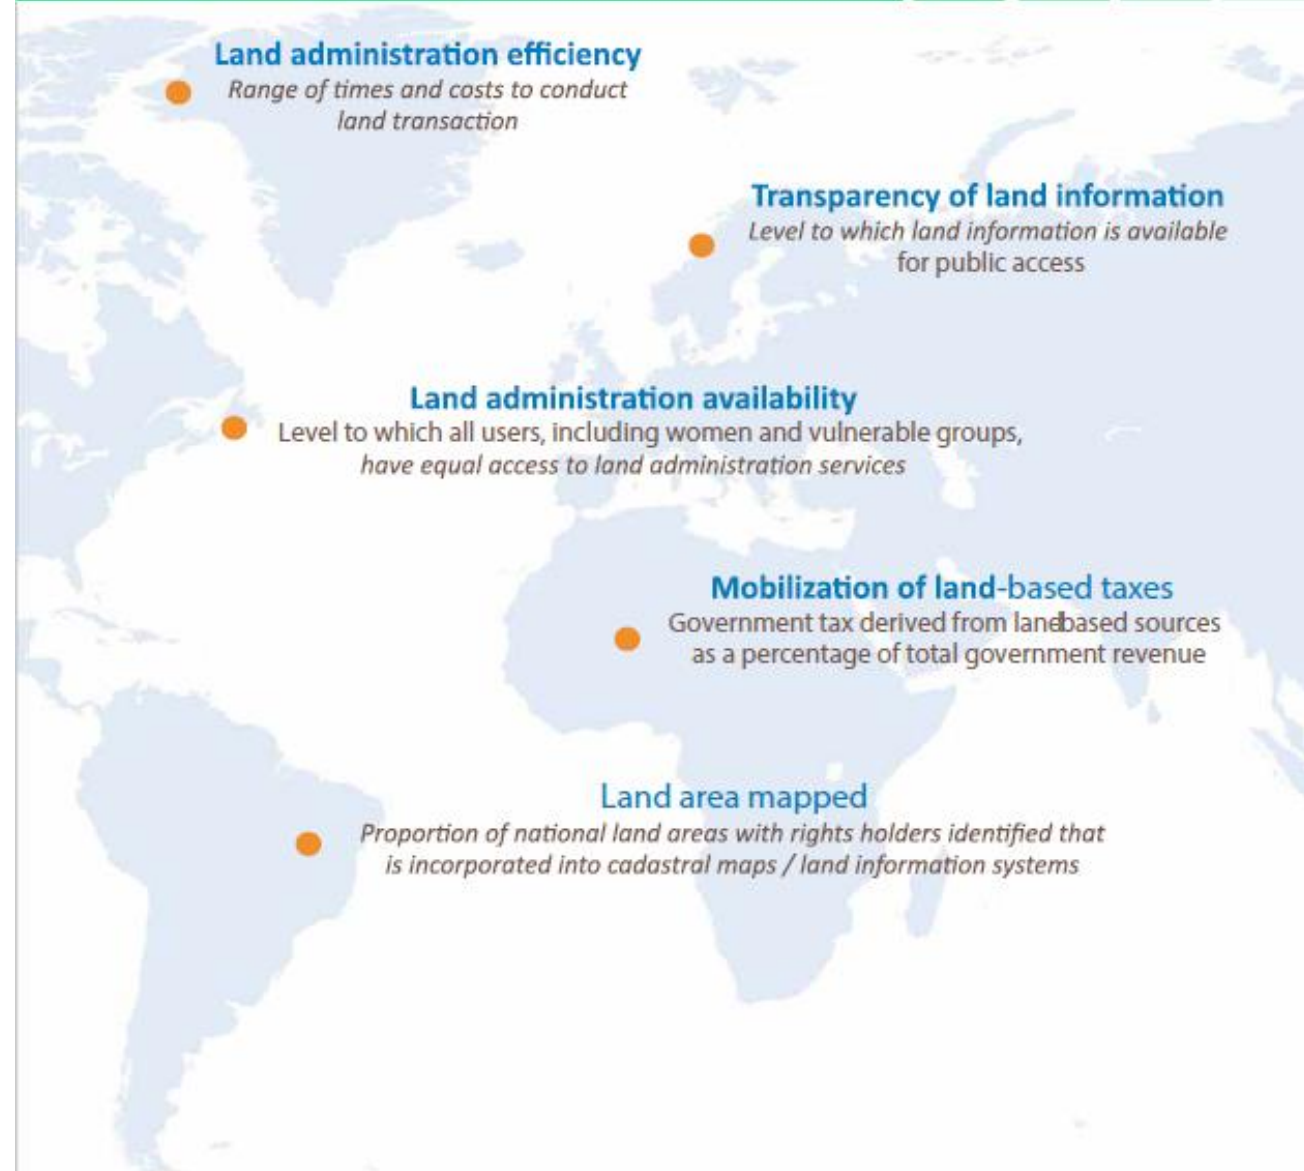 Land administration efficiency
Range of times and costs to conduct
land transaction
Transparency of land information
Level to which land information is available
for public access
Land administration availability
Level to which all users, including women and vulnerable groups,
have equal access to land administration services
Mobilization of land-based taxes
Government tax derived from landbased sources
as a percentage of total government revenue
Land area mapped
Proportion of national land areas with rights holders identified that
is incorporated into cadastral maps / land information systems